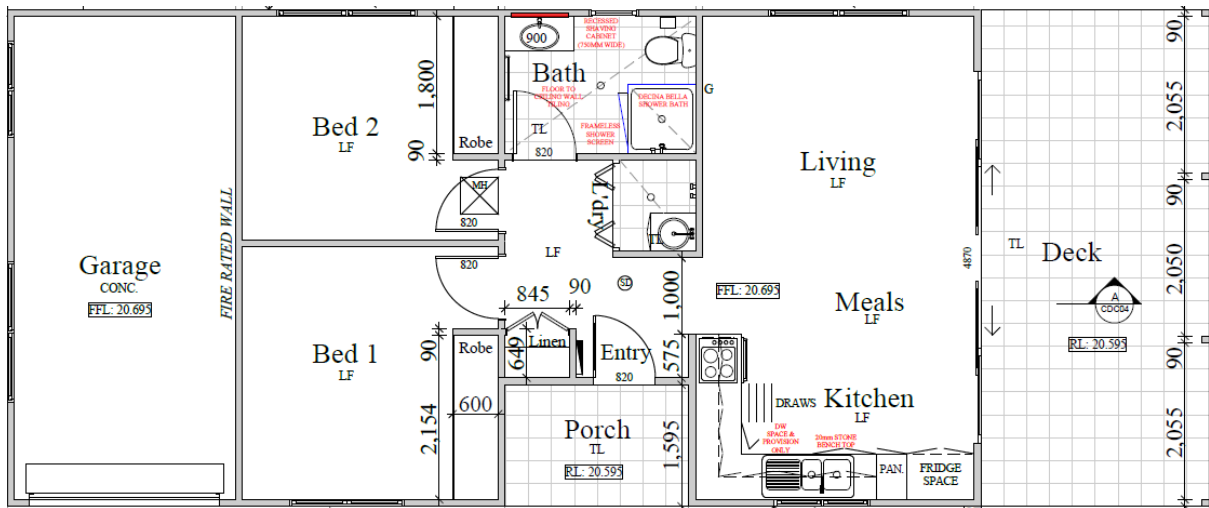 Garage
CONC.
FFL: 20.695
FIRE RATED WALL
Bed 2
LF
1,800
90
Robe
MH
820
Bed 1
LF
820
90
Robe
2,154
600
900
RECESSED
SHAVING
CABINET
(750MM WIDE)
Bath
FLOOR TO
CEILING WALL
TILING
TL
820
FRAMELESS
SHOWER
SCREEN
DECINA BELLA
SHOWER BATH
G
L'dry
TL
LF
SD
845
90
1,000
649
Linen
Entry
820
575
Porch
TL
RL: 20.595
1,595
Living
LF
FFL: 20.695
Meals
LF
4870
Kitchen
LF
DRAWS
DW
SPACE &
PROVISION
ONLY
20mm STONE
BENCH TOP
PAN.
FRIDGE
SPACE
TL
Deck
A
CDC04
RL: 20.595
90
2,055
90
2,050
90
2,055